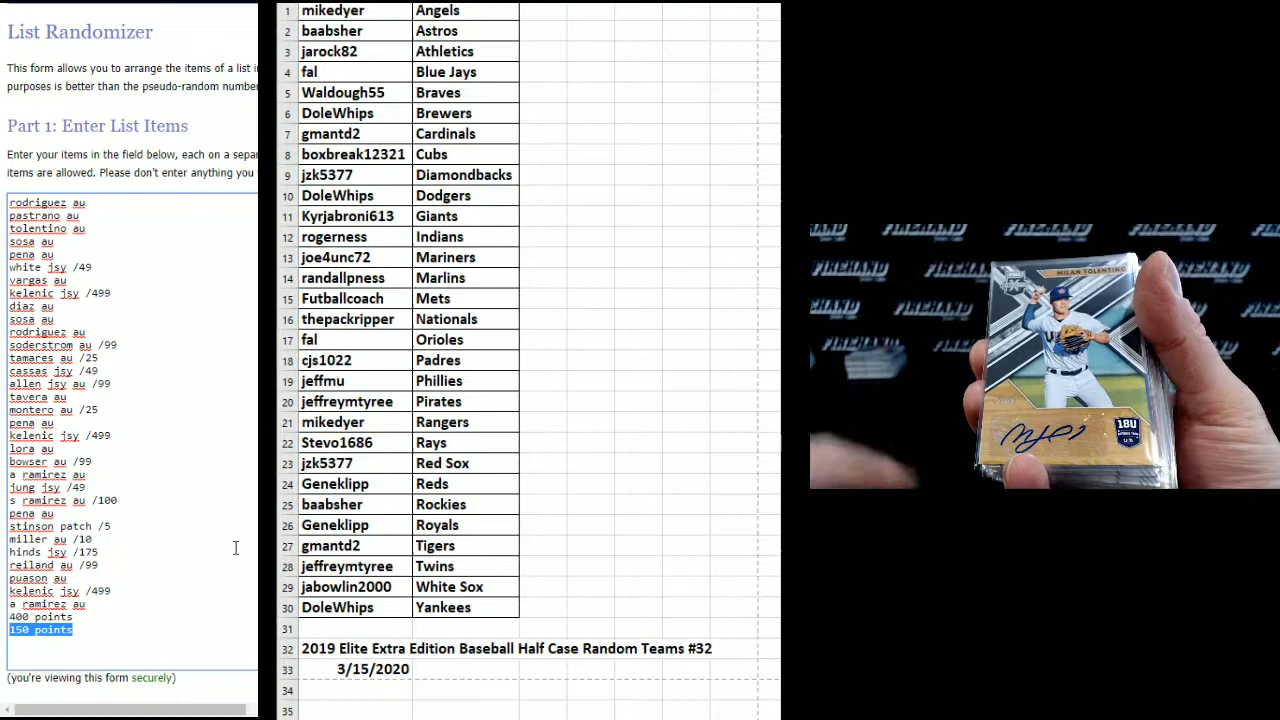 List Randomizer
This form allows you to arrange the items of a list i
purposes is better than the pseudo-random number
Part 1: Enter List Items
Enter your items in the field below, each on a sepa
items are allowed. Please don't enter anything you
rodriguez au
pastrano au
tolentino au
sosa au
pena au
white jsy /49
vargas au
kelenic jsy /499
diaz au
sosa au
rodriguez au
soderstrom au /99
tamares au /25
cassas jsy /49
allen jsy au /99
tavera au
montero au /25
pena au
kelenic jsy /499
lora au
bowser au /99
a ramirez au
jung jsy /49
s ramirez au /100
pena au
stinson patch /5
miller au /10
hinds jsy /175
reiland au /99
puason au
kelenic jsy /499
a ramirez au
400 points
150 points
(you're viewing this form securely)
1 mikedyer Angels
2 baabsher Astros
3 jarock82 Athletics
4 fal Blue Jays
5 Waldough55 Braves
6 DoleWhips Brewers
7 gmantd2 Cardinals
8 boxbreak12321 Cubs
9 jzk5377 Diamondbacks
10 DoleWhips Dodgers
11 Kyrjabroni613 Giants
12 rogerness Indians
13 joe4unc72 Mariners
14 randallpness Marlins
15 Futballcoach Mets
16 thepackripper Nationals
17 fal Orioles
18 cjs1022 Padres
19 jeffmu Phillies
20 jeffreymtyree Pirates
21 mikedyer Rangers
22 Stevo1686 Rays
23 jzk5377 Red Sox
24 Geneklipp Reds
25 baabsher Rockies
26 Geneklipp Royals
27 gmantd2 Tigers
28 jeffreymtyree Twins
29 jabowlin2000 White Sox
30 DoleWhips Yankees
31
32 2019 Elite Extra Edition Baseball Half Case Random Teams #32
33 3/15/2020
34
35
FIREHAND
FIREHAND
FIREHAND
FIREHAND
FIREHAND
MILAN TOLENTINO
18U